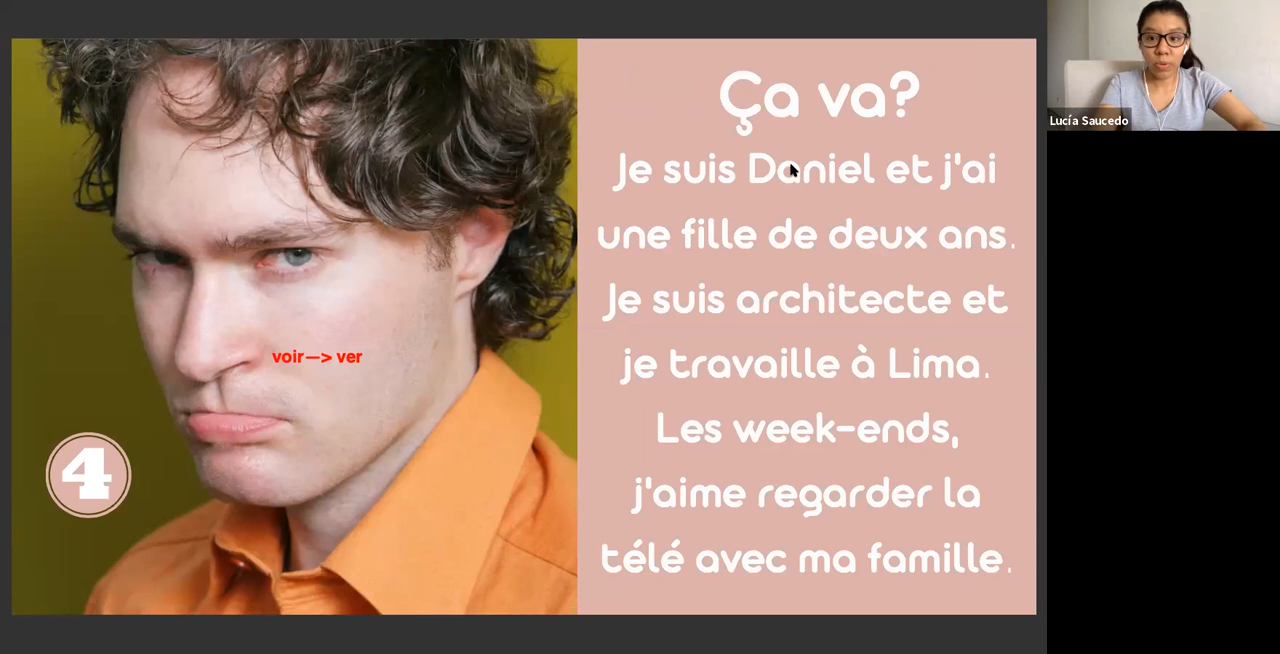 Ça va?
Je suis Daniel et j'ai
une fille de deux ans.
Je suis architecte et
je travaille à Lima.
Les week-ends,
j'aime regarder la
télé avec ma famille.
voir—> ver
4
Lucía Saucedo